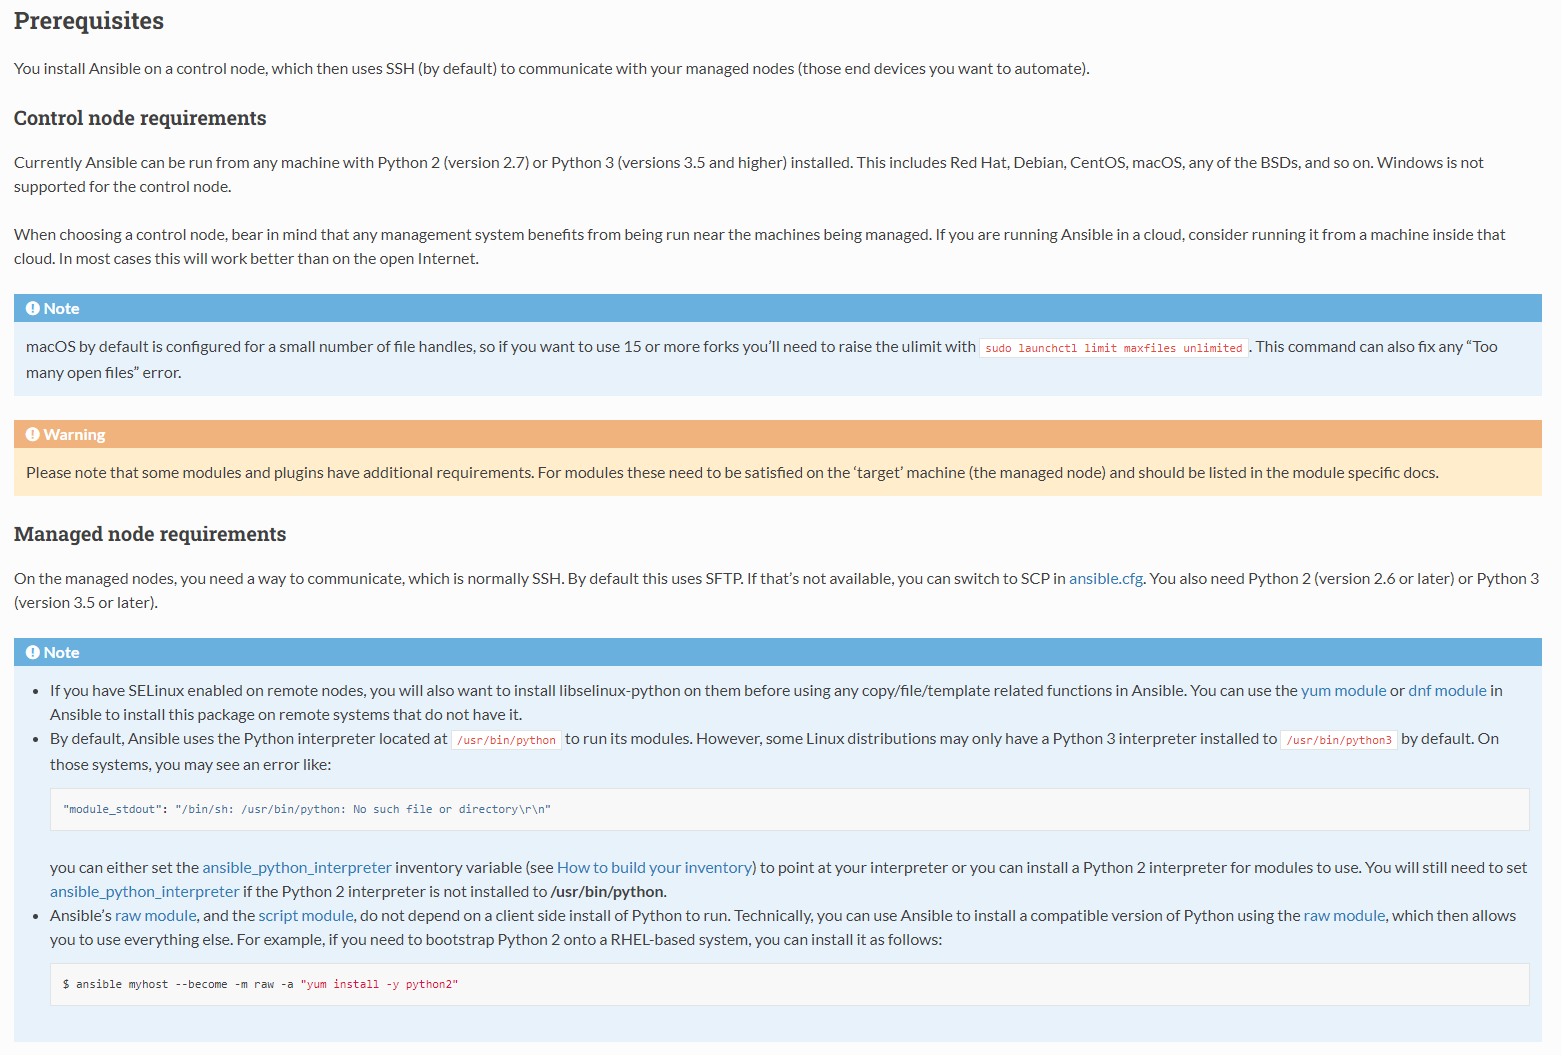 Prerequisites
You install Ansible on a control node, which then uses SSH (by default) to communicate with your managed nodes (those end devices you want to automate).
Control node requirements
Currently Ansible can be run from any machine with Python 2 (version 2.7) or Python 3 (versions 3.5 and higher) installed. This includes Red Hat, Debian, CentOS, macOS, any of the BSDs, and so on. Windows is not
supported for the control node.
When choosing a control node, bear in mind that any management system benefits from being run near the machines being managed. If you are running Ansible in a cloud, consider running it from a machine inside that
cloud. In most cases this will work better than on the open Internet.
Note
macOS by default is configured for a small number of file handles, so if you want to use 15 or more forks you’ll need to raise the ulimit with sudo launchctl limit maxfiles unlimited. This command can also fix any “Too
many open files” error.
Warning
Please note that some modules and plugins have additional requirements. For modules these need to be satisfied on the ‘target’ machine (the managed node) and should be listed in the module specific docs.
Managed node requirements
On the managed nodes, you need a way to communicate, which is normally SSH. By default this uses SFTP. If that’s not available, you can switch to SCP in ansible.cfg. You also need Python 2 (version 2.6 or later) or Python 3
(version 3.5 or later).
Note
• If you have SELinux enabled on remote nodes, you will also want to install libselinux-python on them before using any copy/file/template related functions in Ansible. You can use the yum module or dnf module in
Ansible to install this package on remote systems that do not have it.
• By default, Ansible uses the Python interpreter located at /usr/bin/python to run its modules. However, some Linux distributions may only have a Python 3 interpreter installed to /usr/bin/python3 by default. On
those systems, you may see an error like:
"module_stdout": "/bin/sh: /usr/bin/python: No such file or directory\r\n"
you can either set the ansible_python_interpreter inventory variable (see How to build your inventory) to point at your interpreter or you can install a Python 2 interpreter for modules to use. You will still need to set
ansible_python_interpreter if the Python 2 interpreter is not installed to /usr/bin/python.
• Ansible’s raw module, and the script module, do not depend on a client side install of Python to run. Technically, you can use Ansible to install a compatible version of Python using the raw module, which then allows
you to use everything else. For example, if you need to bootstrap Python 2 onto a RHEL-based system, you can install it as follows:
$ ansible myhost --become -m raw -a "yum install -y python2"